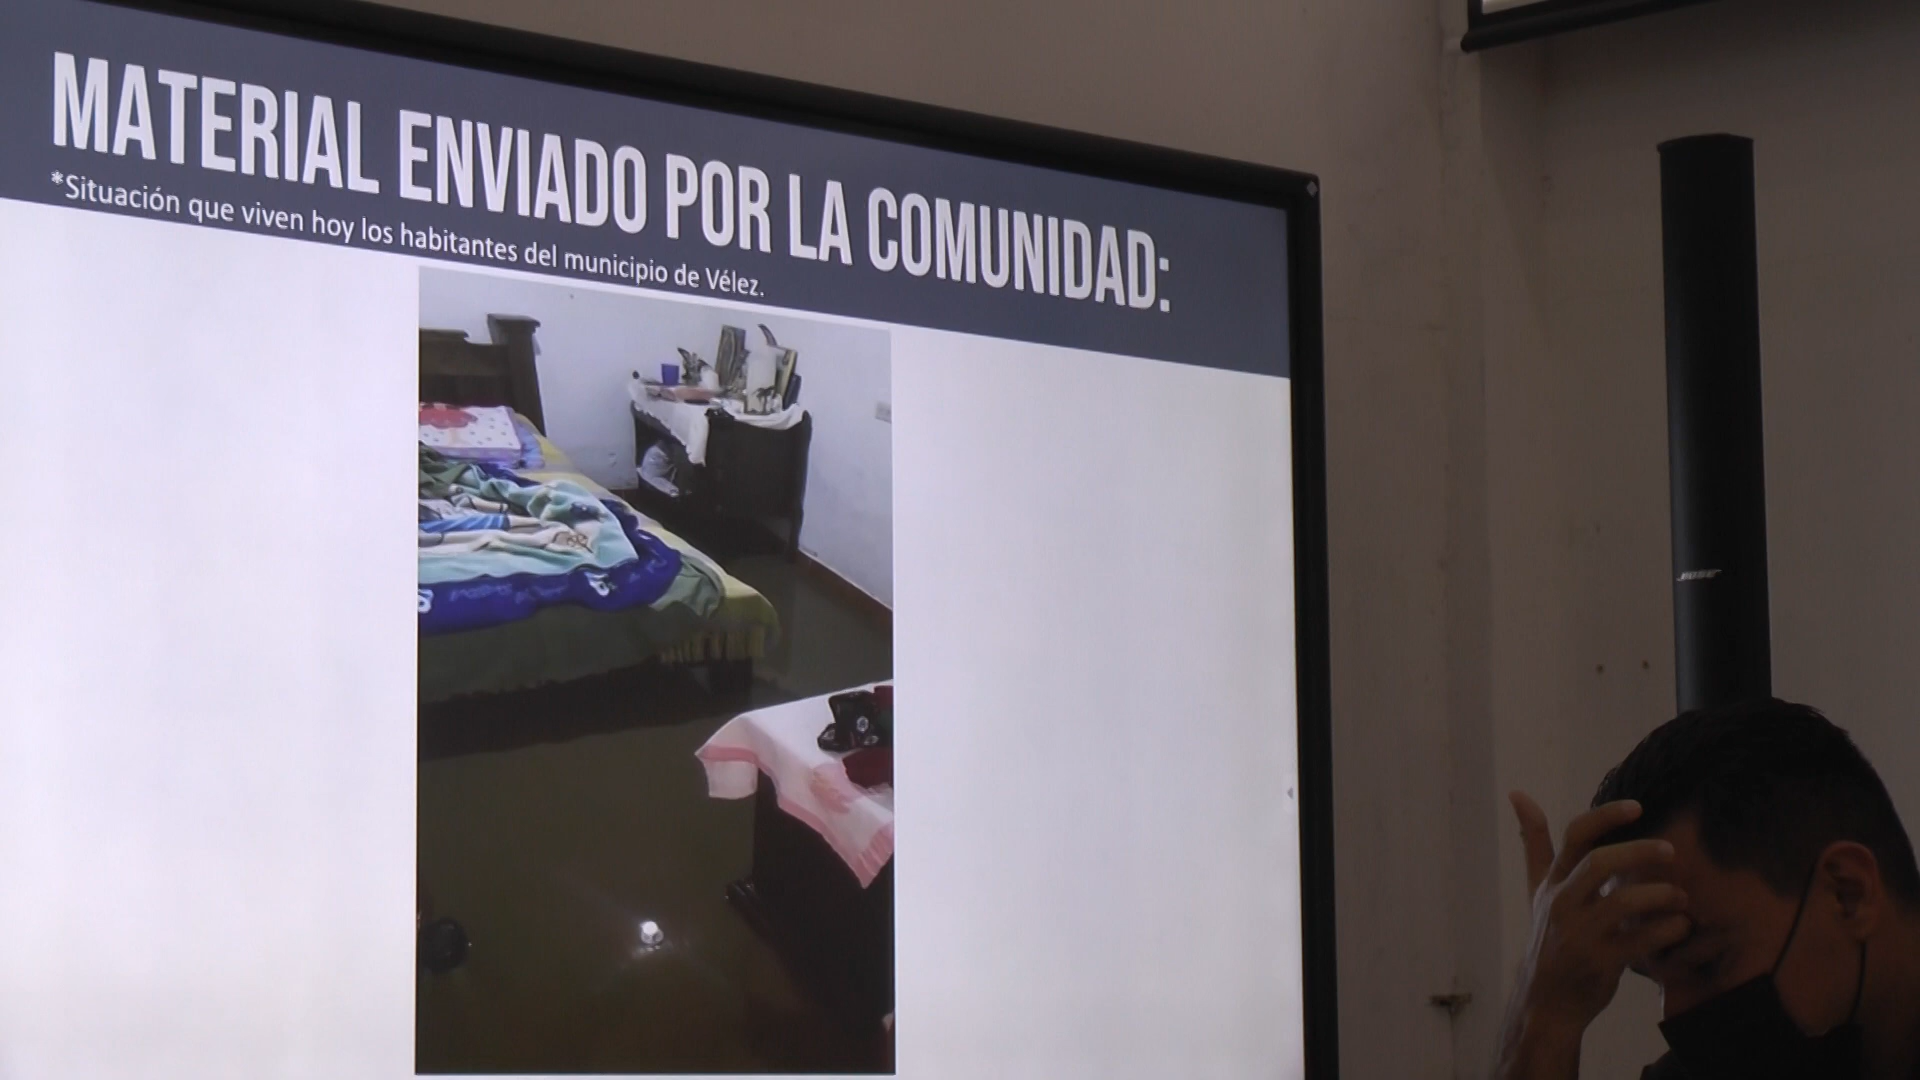 MATERIAL ENVIADO POR LA COMUNIDAD:
*Situación que viven hoy los habitantes del municipio de Vélez.
BOSE